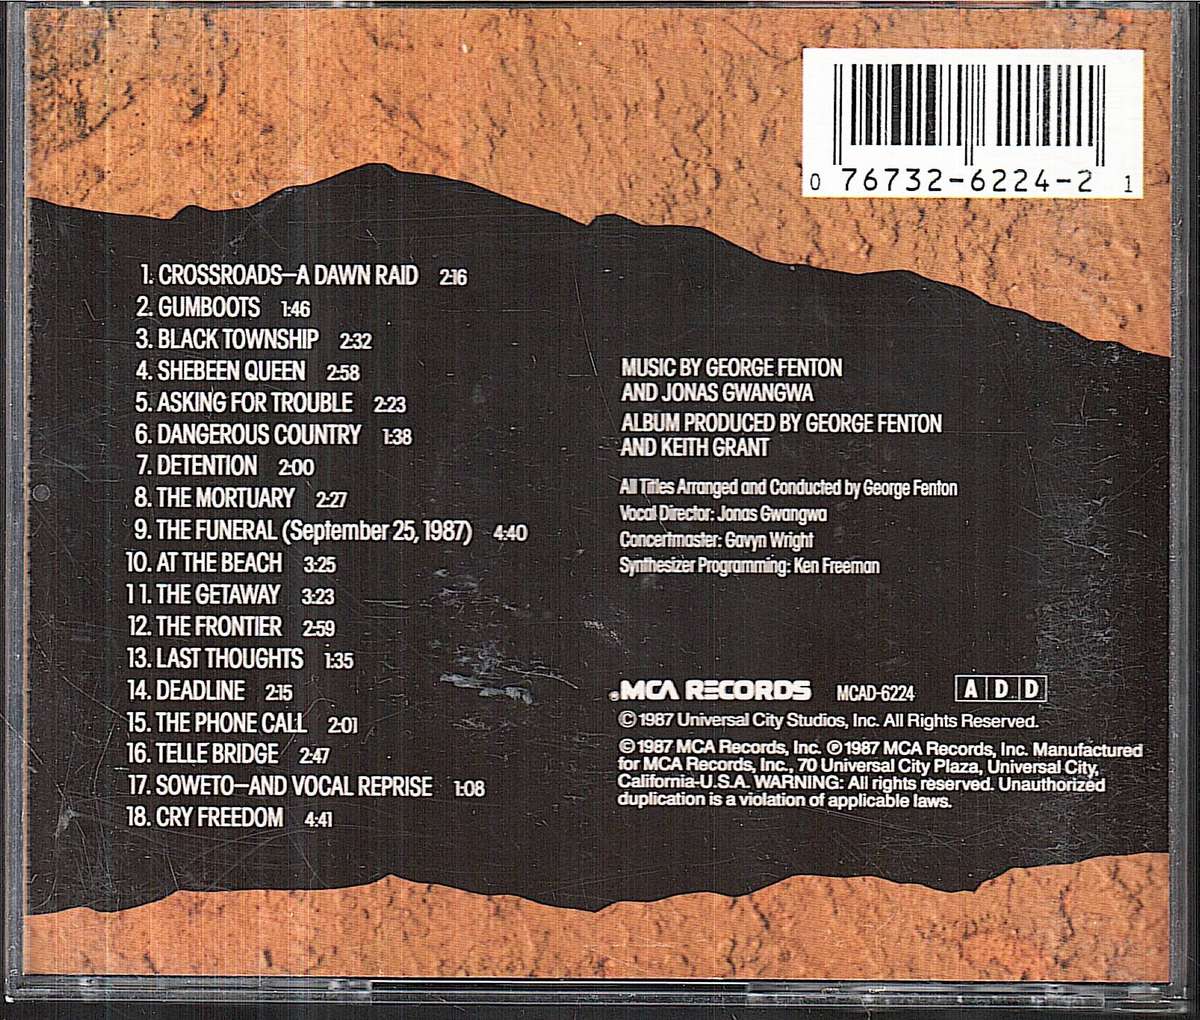 0 76732-6224-2 1
1. CROSSROADS—A DAWN RAID 2:16
2. GUMBOOTS 1:46
3. BLACK TOWNSHIP 2:32
4. SHEBEEN QUEEN 2:58
5. ASKING FOR TROUBLE 2:23
6. DANGEROUS COUNTRY 1:38
7. DETENTION 2:00
8. THE MORTUARY 2:27
9. THE FUNERAL (September 25, 1987) 4:40
10. AT THE BEACH 3:25
11. THE GETAWAY 3:23
12. THE FRONTIER 2:59
13. LAST THOUGHTS 1:35
14. DEADLINE 2:15
15. THE PHONE CALL 2:01
16. TELLE BRIDGE 2:47
17. SOWETO—AND VOCAL REPRISE 1:08
18. CRY FREEDOM 4:41
MUSIC BY GEORGE FENTON
AND JONAS GWANGWA
ALBUM PRODUCED BY GEORGE FENTON
AND KEITH GRANT
All Titles Arranged and Conducted by George Fenton
Vocal Director: Jonas Gwangwa
Concertmaster: Gavyn Wright
Synthesizer Programming: Ken Freeman
.MCA RECORDS MCAD-6224 A D D
© 1987 Universal City Studios, Inc. All Rights Reserved.
© 1987 MCA Records, Inc. ℗ 1987 MCA Records, Inc. Manufactured
for MCA Records, Inc., 70 Universal City Plaza, Universal City,
California-U.S.A. WARNING: All rights reserved. Unauthorized
duplication is a violation of applicable laws.